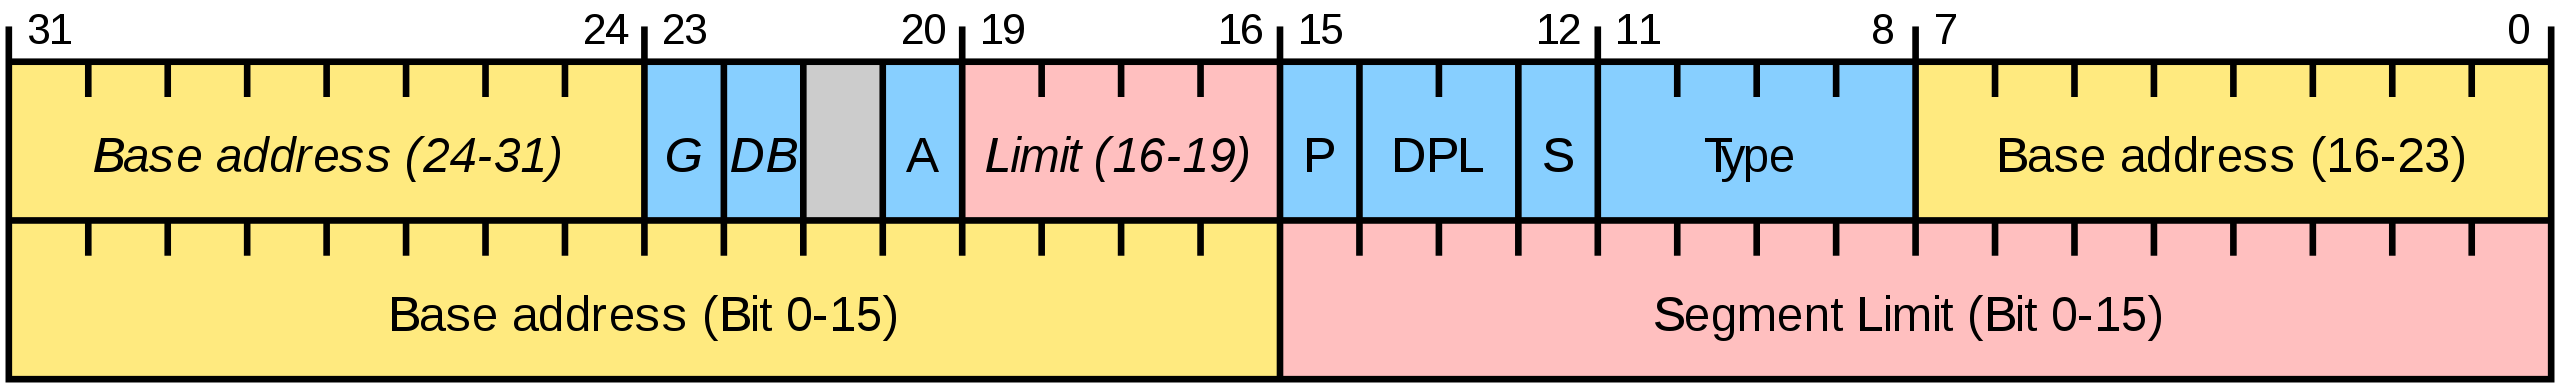 31 24 23 20 19 16 15 12 11 8 7 0
Base address (24-31) G DB A Limit (16-19) P DPL S Type Base address (16-23)
Base address (Bit 0-15) Segment Limit (Bit 0-15)